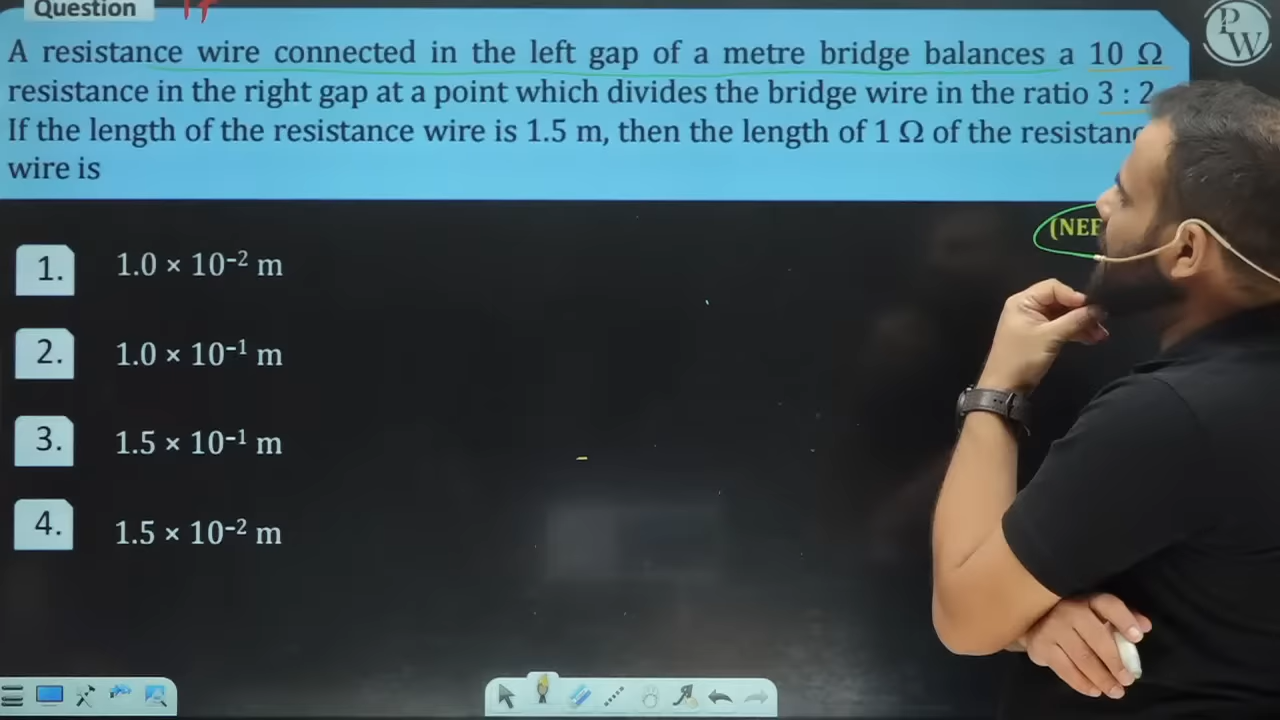 Question
17
PW
A resistance wire connected in the left gap of a metre bridge balances a 10 Ω
resistance in the right gap at a point which divides the bridge wire in the ratio 3 : 2
If the length of the resistance wire is 1.5 m, then the length of 1 Ω of the
wire is
1. 1.0 × 10⁻² m
2. 1.0 × 10⁻¹ m
3. 1.5 × 10⁻¹ m
4. 1.5 × 10⁻² m